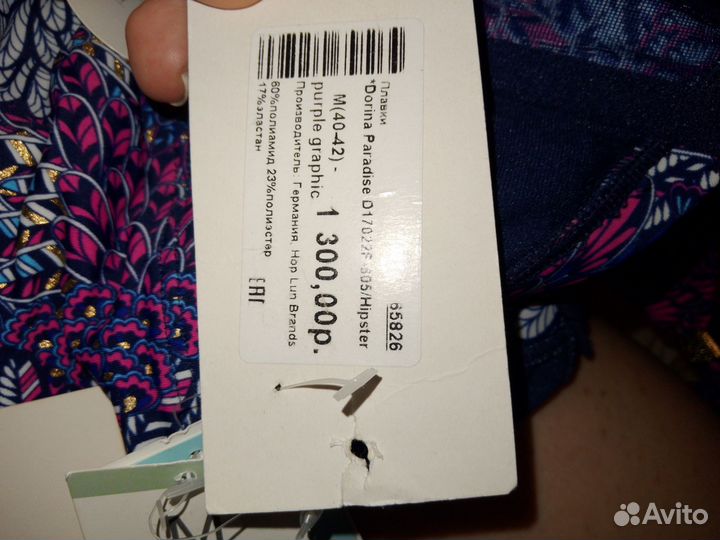 Плавки 65826
*Dorina Paradise D17022F-605/Hipster
M(40-42) - 1 300,00р.
purple graphic
Производитель: Германия, Hop Lun Brands
60%полиамид 23%полиэстер
17%эластан
ЕАС
Avito